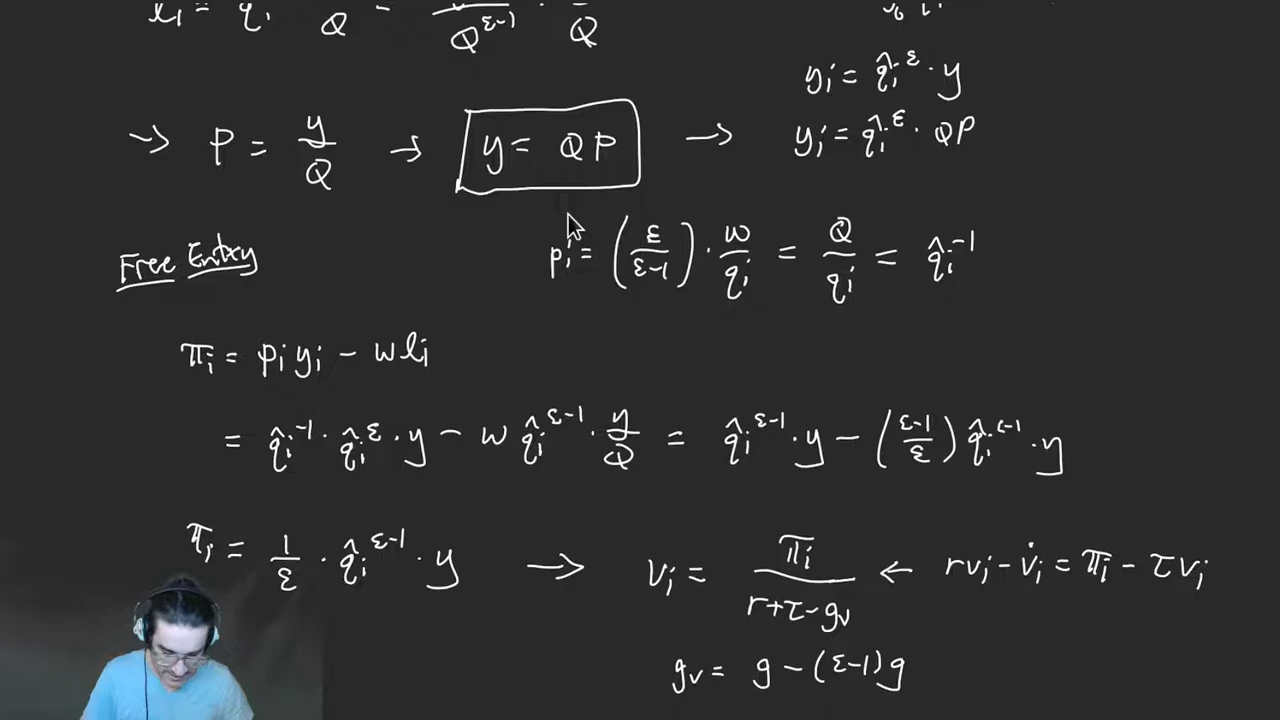 y_i = q̂_i^ε · y
→ P = y/Q → y = QP → y_i = q̂_i^ε · QP
Free Entry
p_i = (ε/(ε-1)) · w/q_i = Q/q_i = q̂_i^-1
π_i = p_i y_i - w l_i
= q̂_i^-1 · q̂_i^ε · y - w q̂_i^(ε-1) · y/Q = q̂_i^(ε-1) · y - ((ε-1)/ε) q̂_i^(ε-1) · y
π_i = 1/ε · q̂_i^(ε-1) · y → v_i = π_i/(r+τ-g_v) ← r v_i - v̇_i = π_i - τ v_i
g_v = g - (ε-1)g